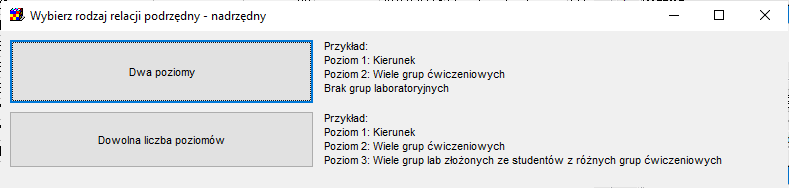 Wybierz rodzaj relacji podrzędny - nadrzędny
Dwa poziomy
Przykład:
Poziom 1: Kierunek
Poziom 2: Wiele grup ćwiczeniowych
Brak grup laboratoryjnych
Dowolna liczba poziomów
Przykład:
Poziom 1: Kierunek
Poziom 2: Wiele grup ćwiczeniowych
Poziom 3: Wiele grup lab złożonych ze studentów z różnych grup ćwiczeniowych